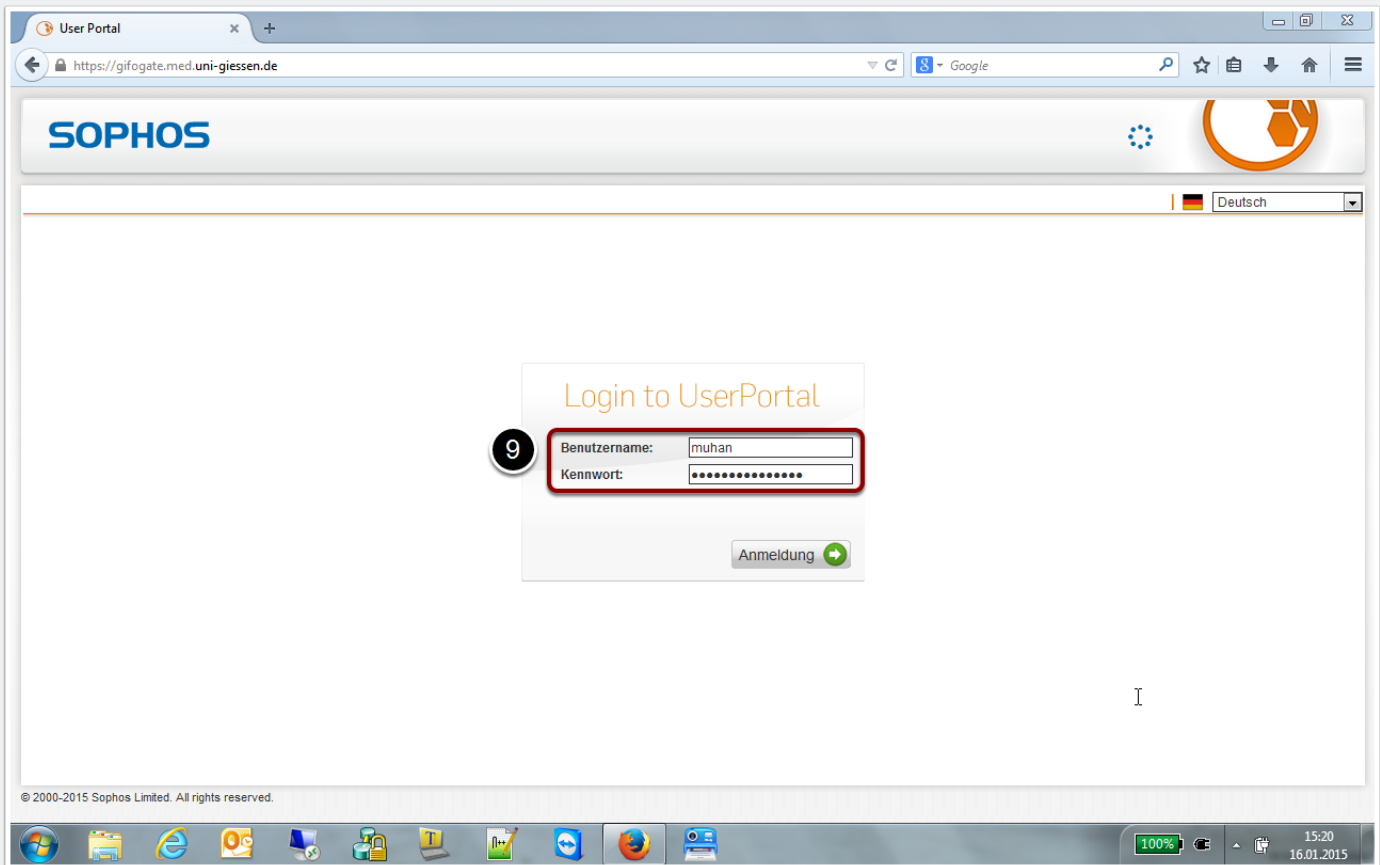 User Portal
https://gifogate.med.uni-giessen.de
8
Google
SOPHOS
Deutsch
Login to UserPortal
9
Benutzername: muhan
Kennwort: •••••••••••••••
Anmeldung
© 2000-2015 Sophos Limited. All rights reserved.
T
n++
100%
15:20
16.01.2015